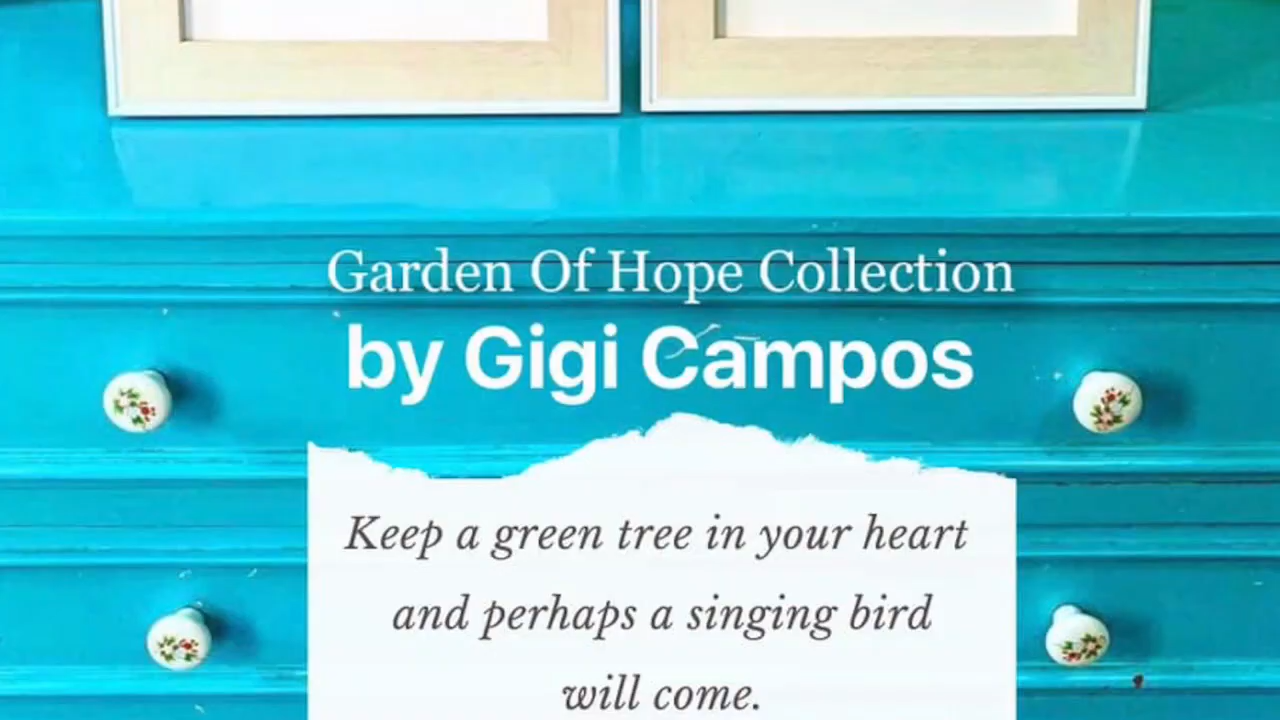 Garden Of Hope Collection
by Gigi Campos
Keep a green tree in your heart
and perhaps a singing bird
will come.